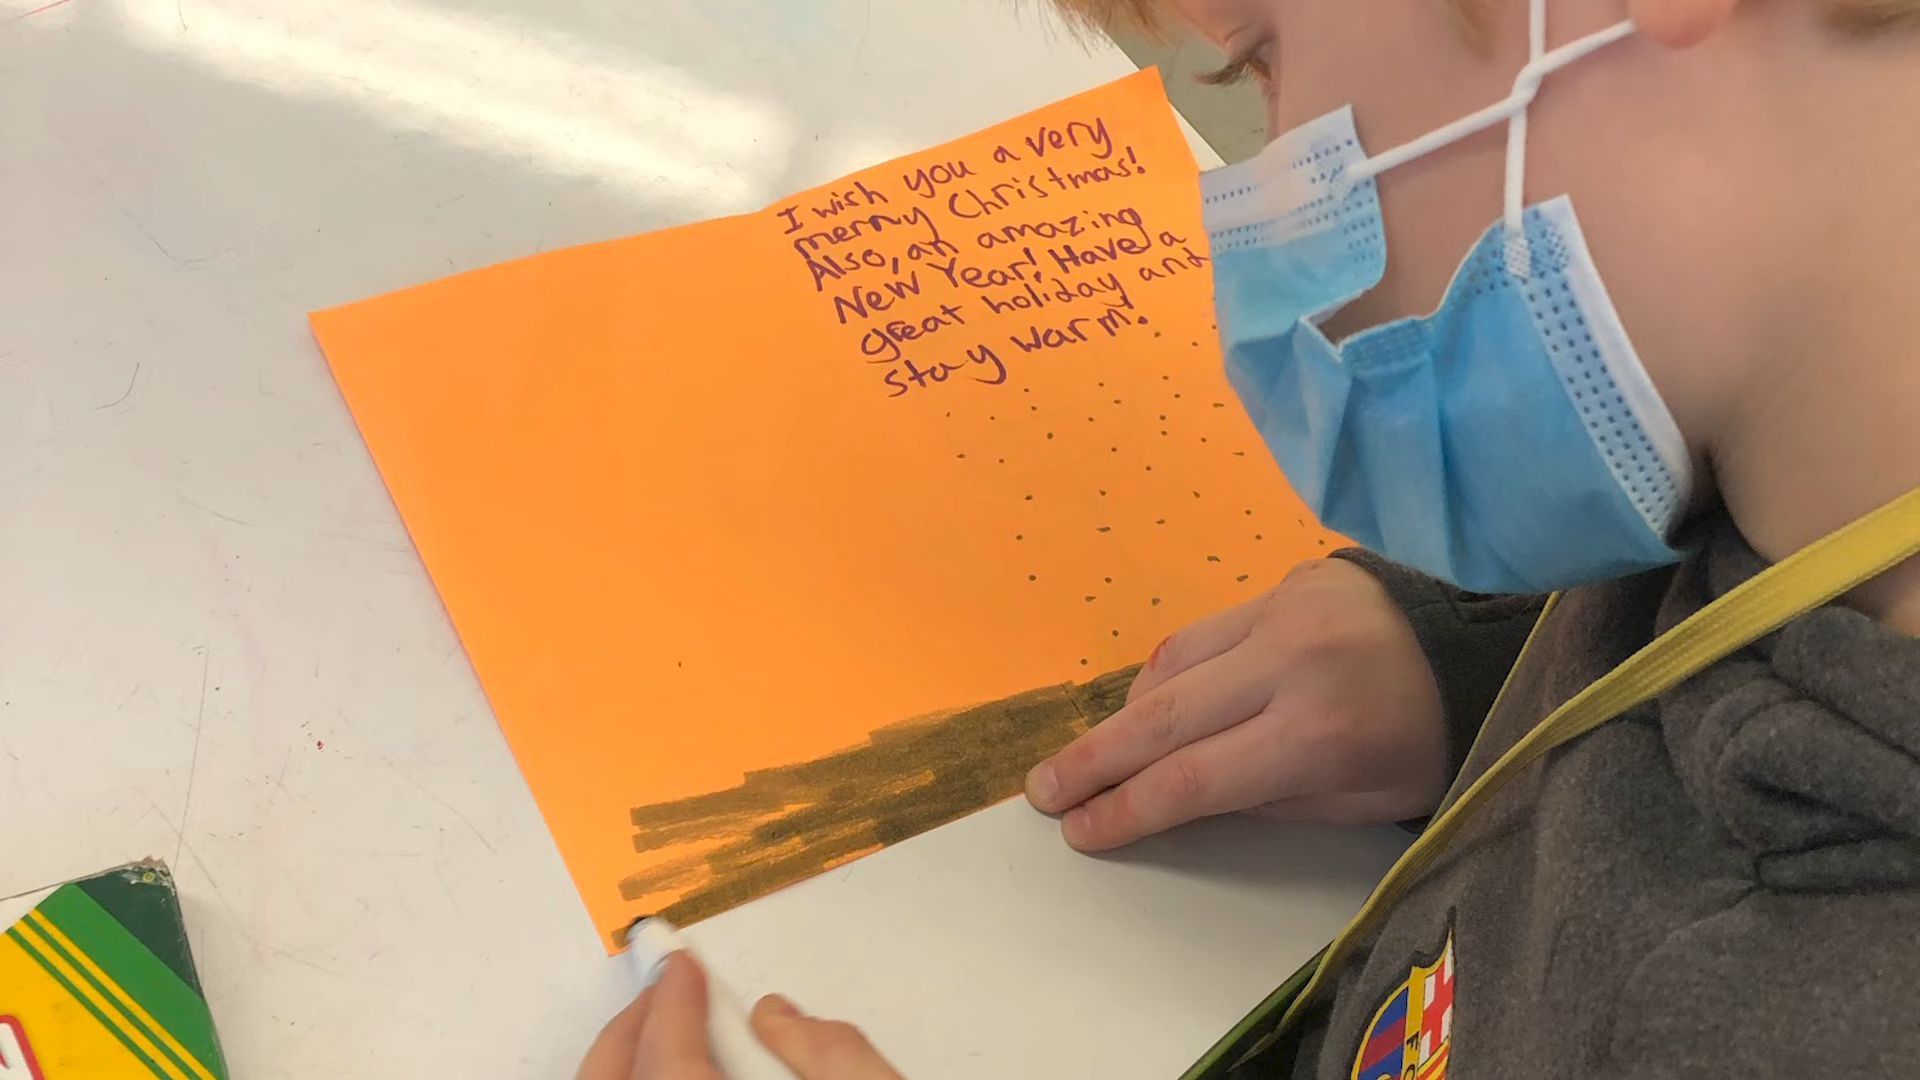 I wish you a very
merry Christmas!
Also, an amazing
New Year! Have a
great holiday and
stay warm!